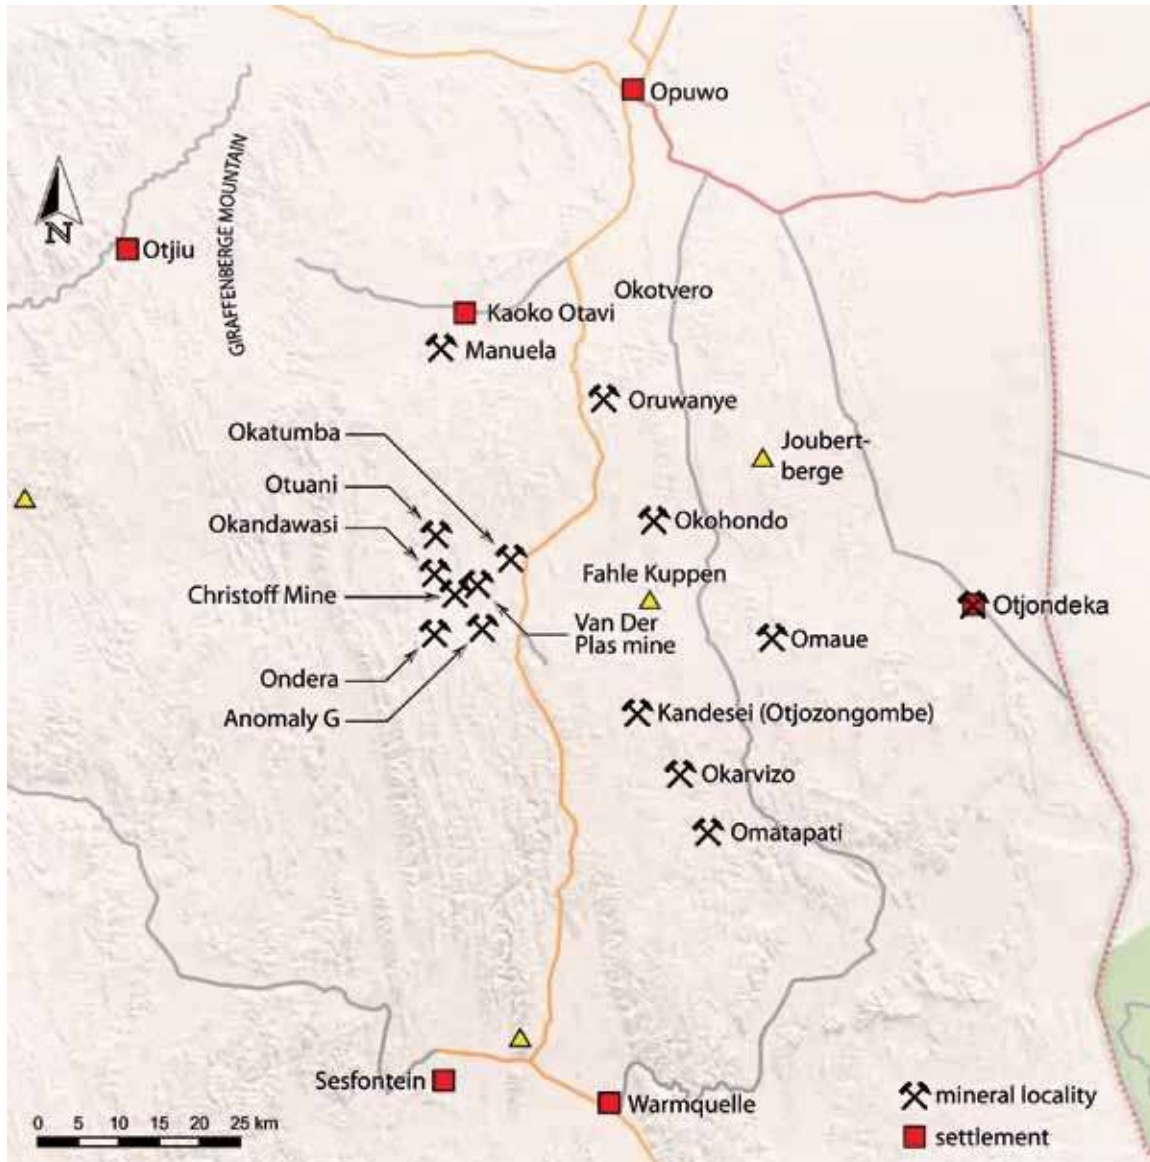 Opuwo
GIRAFFENBERGE MOUNTAIN
N
Otjiu
Okotvero
Kaoko Otavi
Manuela
Oruwanye
Okatumba
Joubert-
berge
Otuani
Okandawasi
Okohondo
Fahle Kuppen
Christoff Mine
Otjondeka
Van Der
Plas mine
Omaue
Ondera
Anomaly G
Kandesei (Otjozongombe)
Okarvizo
Omatapati
Sesfontein
Warmquelle
mineral locality
settlement
0 5 10 15 20 25 km